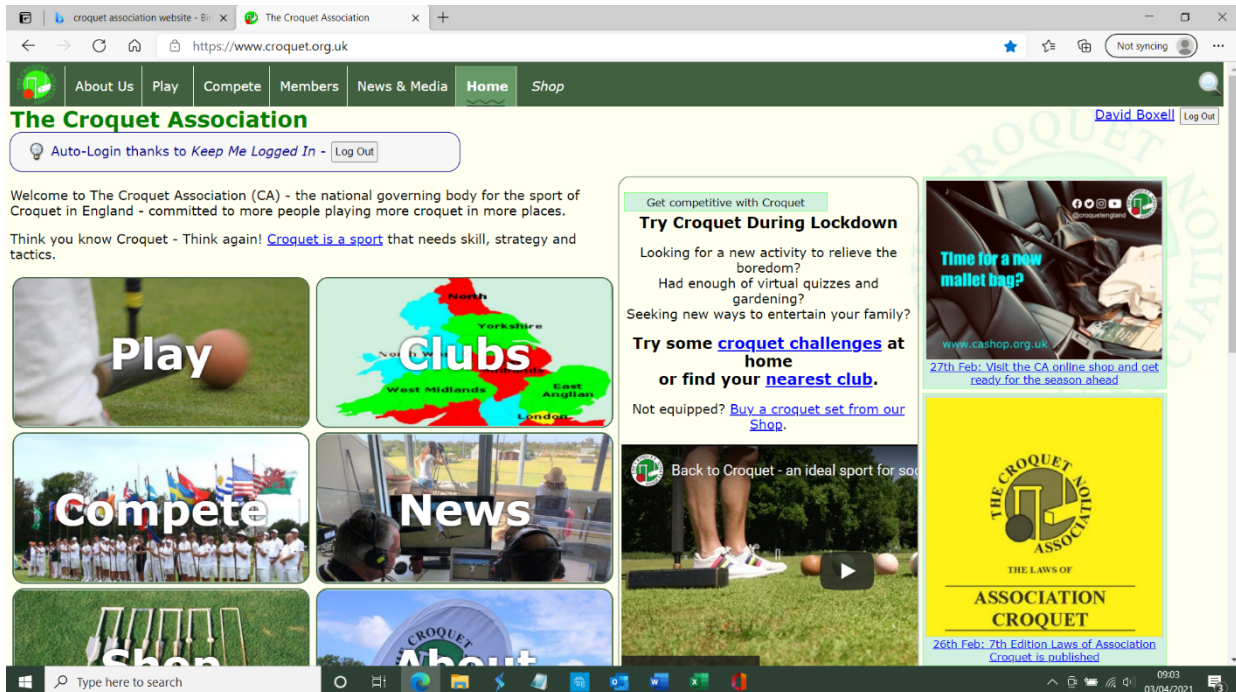 croquet association website - Bin
The Croquet Association
https://www.croquet.org.uk
Not syncing
About Us
Play
Compete
Members
News & Media
Home
Shop
The Croquet Association
David Boxell
Log Out
Auto-Login thanks to Keep Me Logged In - Log Out
Welcome to The Croquet Association (CA) - the national governing body for the sport of
Croquet in England - committed to more people playing more croquet in more places.
Think you know Croquet - Think again! Croquet is a sport that needs skill, strategy and
tactics.
Play
North
Yorkshire
West Midlands
East
Anglian
London
Clubs
Compete
News
Shop
CROQUET
About
Get competitive with Croquet
Try Croquet During Lockdown
Looking for a new activity to relieve the
boredom?
Had enough of virtual quizzes and
gardening?
Seeking new ways to entertain your family?
Try some croquet challenges at
home
or find your nearest club.
Not equipped? Buy a croquet set from our
Shop.
Back to Croquet - an ideal sport for soc
@croquetengland
TIme for a new
mallet bag?
www.cashop.org.uk
27th Feb: Visit the CA online shop and get
ready for the season ahead
THE CROQUET ASSOCIATION
THE LAWS OF
ASSOCIATION
CROQUET
26th Feb: 7th Edition Laws of Association
Croquet is published
Type here to search
09:03
03/04/2021